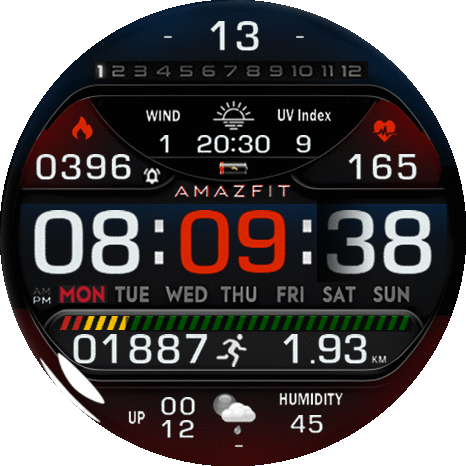 - 13 -
1 2 3 4 5 6 7 8 9 10 11 12
WIND UV Index
1 20:30 9
0396 165
AMAZFIT
08:09:38
AM
PM MON TUE WED THU FRI SAT SUN
01887 1.93 KM
UP 00 HUMIDITY
12 45
-